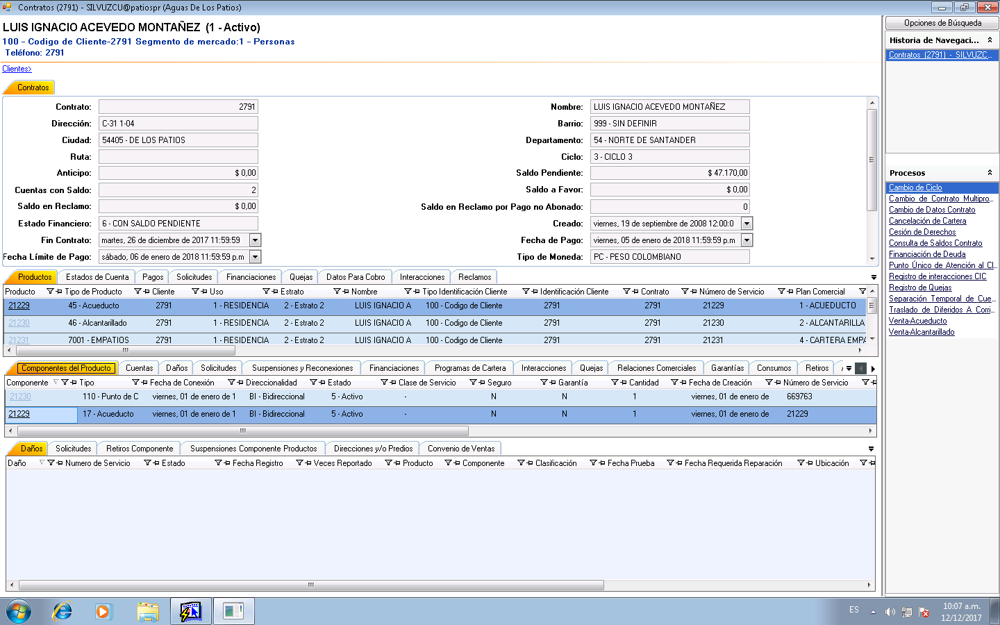 Contratos (2791) - SILVUZCU@patiospr (Aguas De Los Patios)
LUIS IGNACIO ACEVEDO MONTAÑEZ (1 - Activo)
100 - Codigo de Cliente-2791 Segmento de mercado:1 - Personas
Teléfono: 2791
Clientes>
Contratos
Contrato: 2791 Nombre: LUIS IGNACIO ACEVEDO MONTAÑEZ
Dirección: C-31 1-04 Barrio: 999 - SIN DEFINIR
Ciudad: 54405 - DE LOS PATIOS Departamento: 54 - NORTE DE SANTANDER
Ruta: Ciclo: 3 - CICLO 3
Anticipo: $ 0,00 Saldo Pendiente: $ 47.170,00
Cuentas con Saldo: 2 Saldo a Favor: $ 0,00
Saldo en Reclamo: $ 0,00 Saldo en Reclamo por Pago no Abonado: 0
Estado Financiero: 6 - CON SALDO PENDIENTE Creado: viernes, 19 de septiembre de 2008 12:00:0
Fin Contrato: martes, 26 de diciembre de 2017 11:59:59 Fecha de Pago: viernes, 05 de enero de 2018 11:59:59 p.m
Fecha Límite de Pago: sábado, 06 de enero de 2018 11:59:59 p.m Tipo de Moneda: PC - PESO COLOMBIANO
Productos Estados de Cuenta Pagos Solicitudes Financiaciones Quejas Datos Para Cobro Interacciones Reclamos
Producto Tipo de Producto Cliente Uso Estrato Nombre Tipo Identificación Cliente Identificación Cliente Contrato Número de Servicio Plan Comercial
21229 45 - Acueducto 2791 1 - RESIDENCIA 2 - Estrato 2 LUIS IGNACIO A 100 - Codigo de Cliente 2791 2791 21229 1 - ACUEDUCTO
21230 46 - Alcantarillado 2791 1 - RESIDENCIA 2 - Estrato 2 LUIS IGNACIO A 100 - Codigo de Cliente 2791 2791 21230 2 - ALCANTARILLA
21231 7001 - EMPATIOS 2791 1 - RESIDENCIA 2 - Estrato 2 LUIS IGNACIO A 100 - Codigo de Cliente 2791 2791 21231 4 - CARTERA EMPA
Componentes del Producto Cuentas Daños Solicitudes Suspensiones y Reconexiones Financiaciones Programas de Cartera Interacciones Quejas Relaciones Comerciales Garantías Consumos Retiros
Componente Tipo Fecha de Conexión Direccionalidad Estado Clase de Servicio Seguro Garantía Cantidad Fecha de Creación Número de Servicio
21230 110 - Punto de C viernes, 01 de enero de 1 BI - Bidireccional 5 - Activo - N N 1 viernes, 01 de enero de 669763
21229 17 - Acueducto viernes, 01 de enero de 1 BI - Bidireccional 5 - Activo - N N 1 viernes, 01 de enero de 21229
Daños Solicitudes Retiros Componente Suspensiones Componente Productos Direcciones y/o Predios Convenio de Ventas
Daño Numero de Servicio Estado Fecha Registro Veces Reportado Producto Componente Clasificación Fecha Prueba Fecha Requerida Reparación Ubicación
Opciones de Búsqueda
Historia de Navegaci...
Contratos (2791) - SILVUZC...
Procesos
Cambio de Ciclo
Cambio de Contrato Multipro...
Cambio de Datos Contrato
Cancelación de Cartera
Cesión de Derechos
Consulta de Saldos Contrato
Financiación de Deuda
Punto Único de Atención al Cl...
Registro de interacciones CIC
Registro de Quejas
Separación Temporal de Cue...
Traslado de Diferidos A Corri...
Venta-Acueducto
Venta-Alcantarillado
ES
10:07 a.m.
12/12/2017